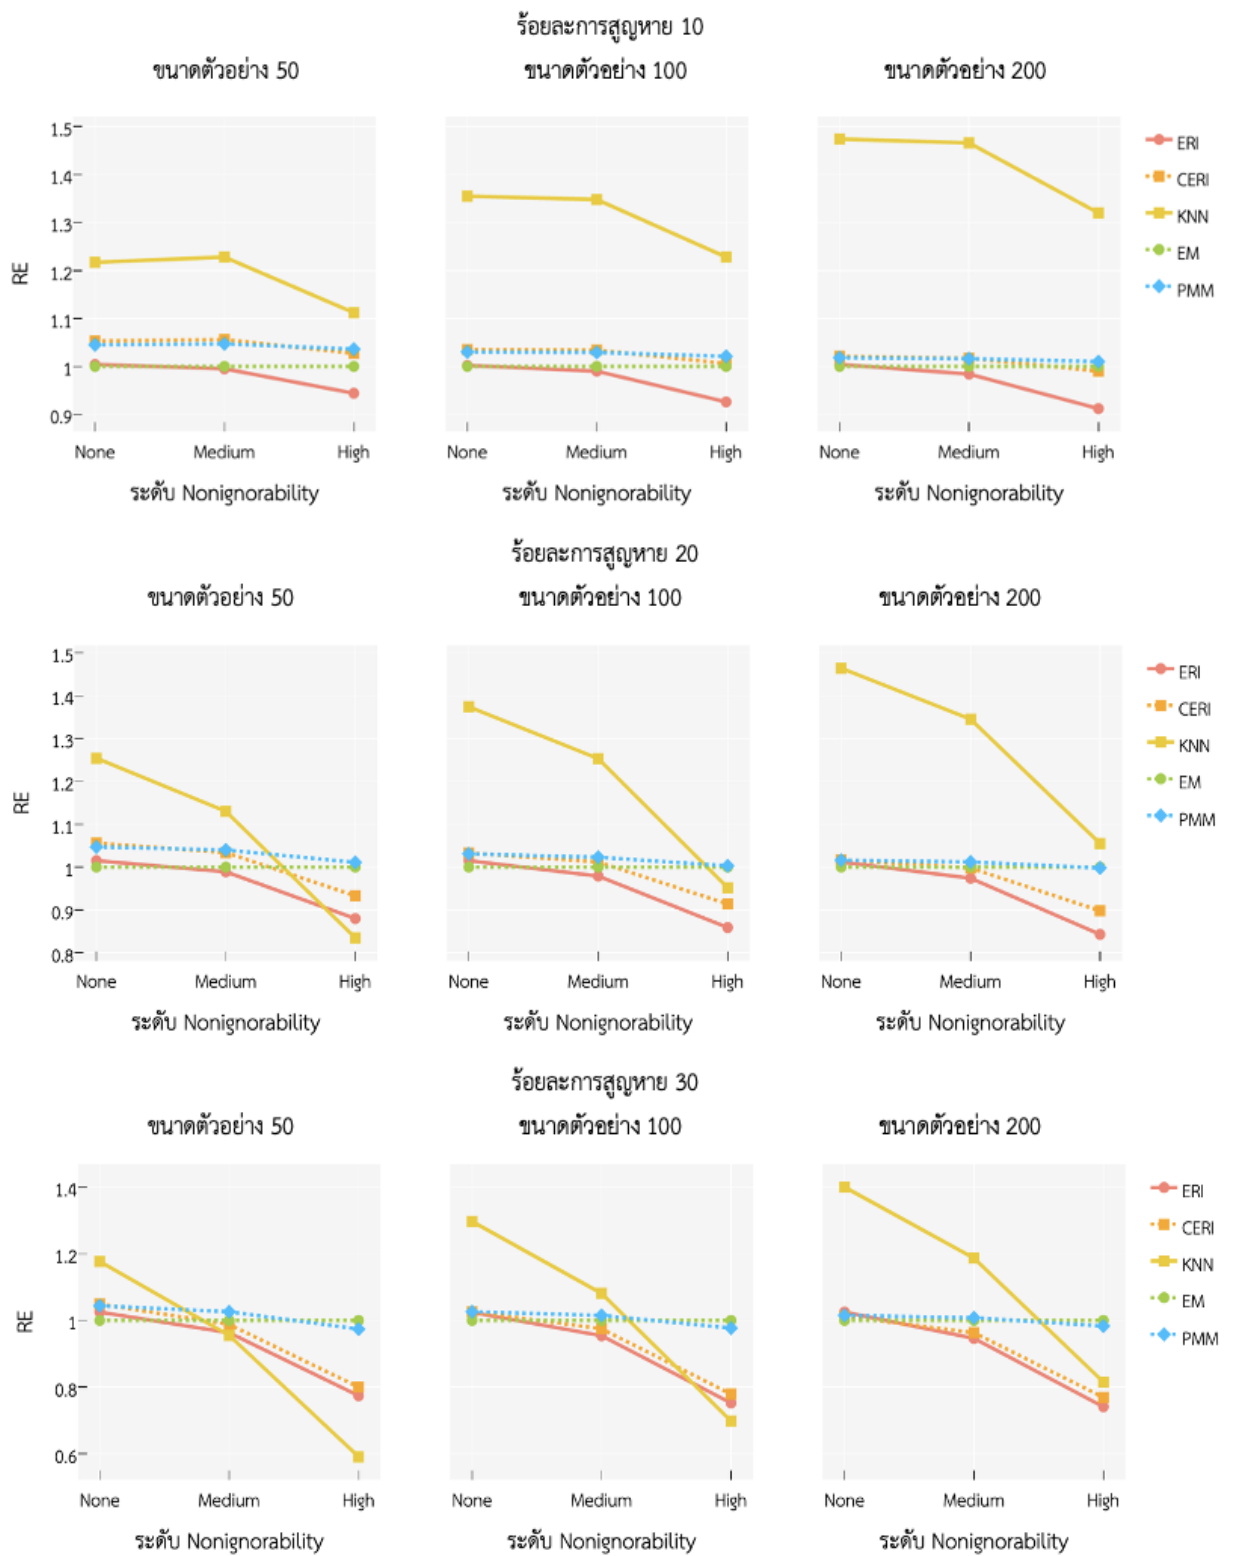 ร้อยละการสูญหาย 10
ขนาดตัวอย่าง 50 ขนาดตัวอย่าง 100 ขนาดตัวอย่าง 200
1.5
1.4
1.3
1.2
1.1
1
0.9
RE
None Medium High None Medium High None Medium High
ระดับ Nonignorability ระดับ Nonignorability ระดับ Nonignorability
ERI
CERI
KNN
EM
PMM
ร้อยละการสูญหาย 20
ขนาดตัวอย่าง 50 ขนาดตัวอย่าง 100 ขนาดตัวอย่าง 200
1.5
1.4
1.3
1.2
1.1
1
0.9
0.8
RE
None Medium High None Medium High None Medium High
ระดับ Nonignorability ระดับ Nonignorability ระดับ Nonignorability
ERI
CERI
KNN
EM
PMM
ร้อยละการสูญหาย 30
ขนาดตัวอย่าง 50 ขนาดตัวอย่าง 100 ขนาดตัวอย่าง 200
1.4
1.2
1
0.8
0.6
RE
None Medium High None Medium High None Medium High
ระดับ Nonignorability ระดับ Nonignorability ระดับ Nonignorability
ERI
CERI
KNN
EM
PMM